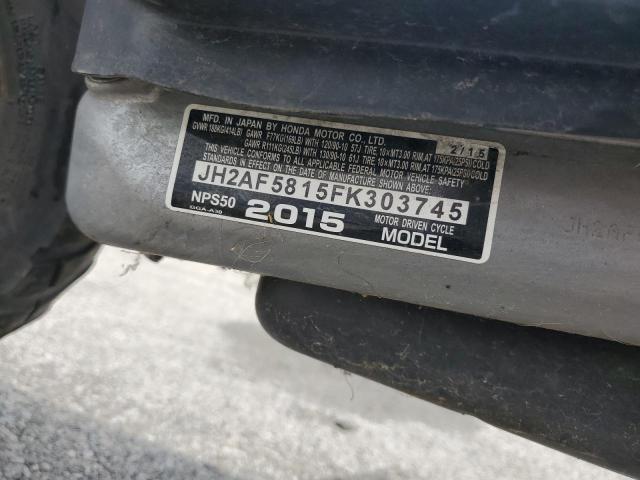 MFD. IN JAPAN BY HONDA MOTOR CO., LTD. 2/15
GVWR 188KG(414LB) GAWR F77KG(169LB) WITH 120/90-10 57J TIRE 10×MT3.00 RIM, AT 175KPA(25PSI)COLD
GAWR R111KG(245LB) WITH 130/90-10 61J TIRE 10×MT3.00 RIM, AT 175KPA(25PSI)COLD
THIS VEHICLE CONFORMS TO ALL APPLICABLE FEDERAL MOTOR VEHICLE SAFETY
STANDARDS IN EFFECT ON THE DATE OF MANUFACTURE SHOWN ABOVE.
JH2AF5815FK303745
NPS50 2015 MOTOR DRIVEN CYCLE
GGA-A30 MODEL
JH2AF